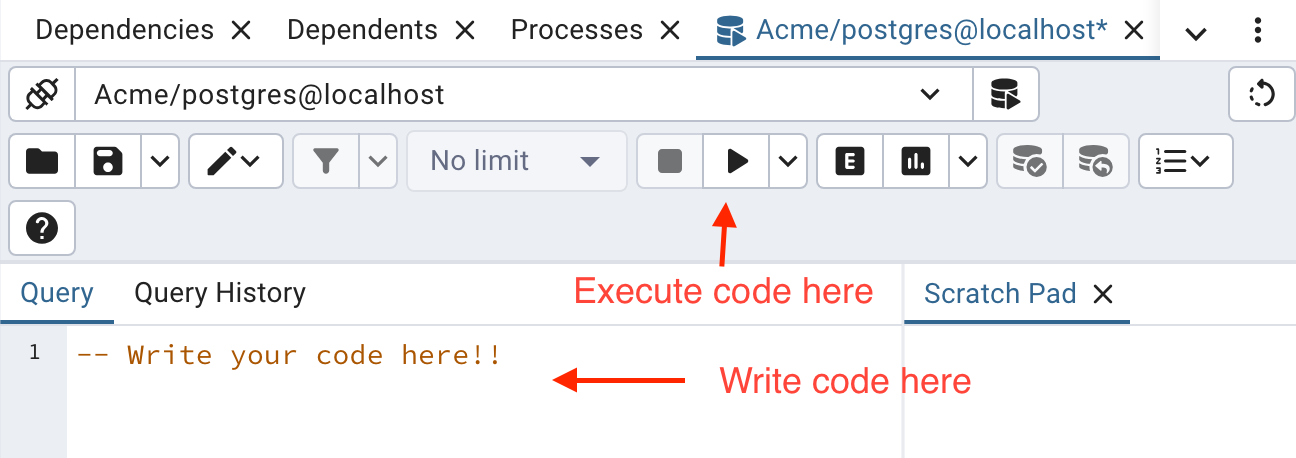 Dependencies
Dependents
Processes
Acme/postgres@localhost*
Acme/postgres@localhost
No limit
E
Execute code here
Query
Query History
Scratch Pad
1
-- Write your code here!!
Write code here